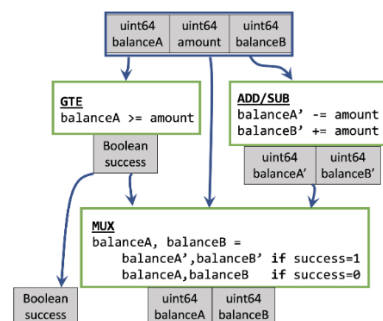 uint64 uint64 uint64
balanceA amount balanceB
GTE
balanceA >= amount
ADD/SUB
balanceA' -= amount
balanceB' += amount
Boolean
success
uint64 uint64
balanceA' balanceB'
MUX
balanceA, balanceB =
balanceA',balanceB' if success=1
balanceA,balanceB if success=0
Boolean
success
uint64 uint64
balanceA balanceB